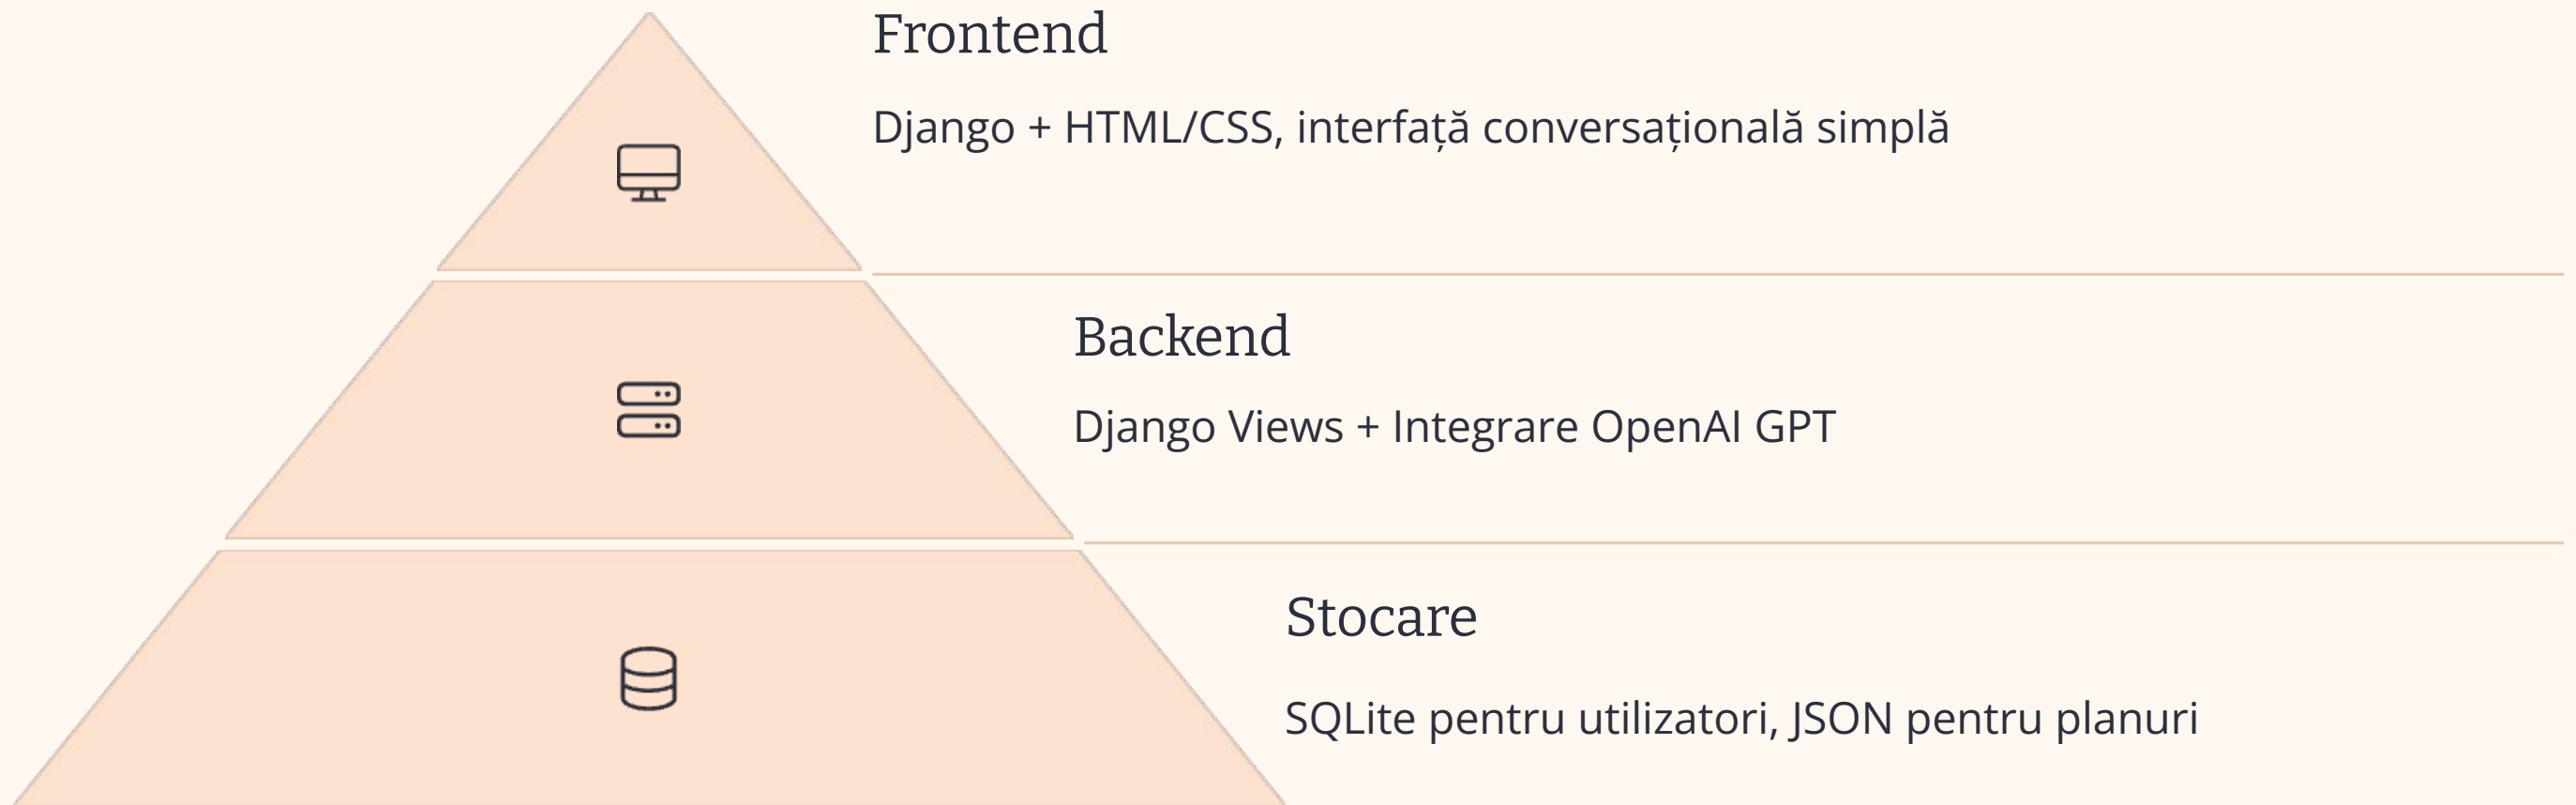 Frontend
Django + HTML/CSS, interfață conversațională simplă
Backend
Django Views + Integrare OpenAI GPT
Stocare
SQLite pentru utilizatori, JSON pentru planuri